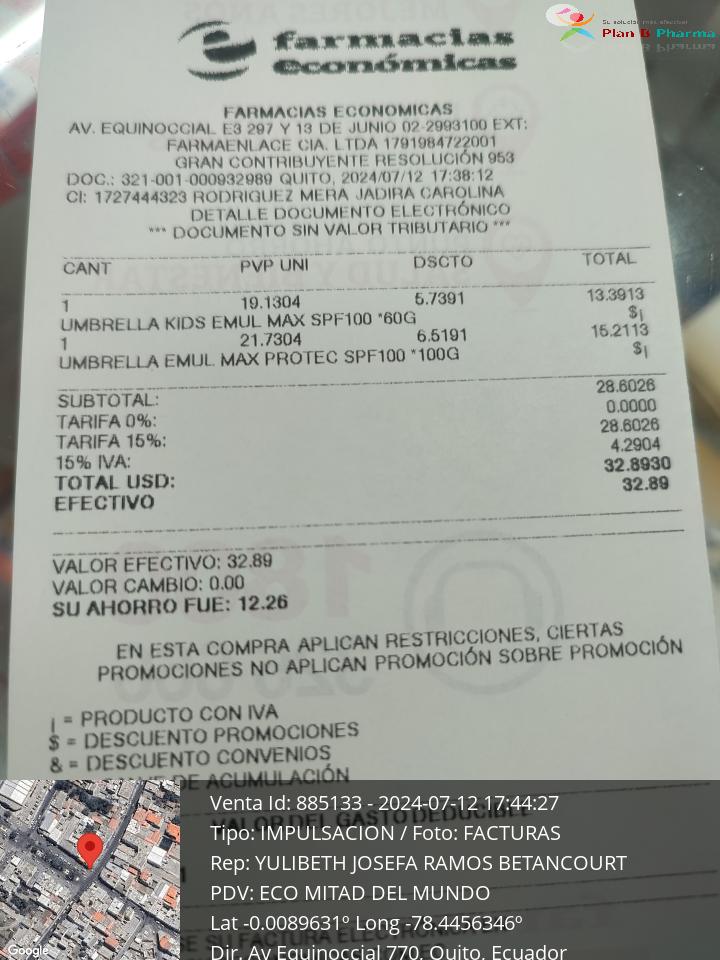 Su solución más efectiva!
Plan B Pharma
farmacias
económicas
FARMACIAS ECONOMICAS
AV. EQUINOCCIAL E3 297 Y 13 DE JUNIO 02-2993100 EXT:
FARMAENLACE CIA. LTDA 1791984722001
GRAN CONTRIBUYENTE RESOLUCIÓN 953
DOC.: 321-001-000932989 QUITO, 2024/07/12 17:38:12
CI: 1727444323 RODRIGUEZ MERA JADIRA CAROLINA
DETALLE DOCUMENTO ELECTRÓNICO
*** DOCUMENTO SIN VALOR TRIBUTARIO ***
CANT PVP UNI DSCTO TOTAL
1 19.1304 5.7391 13.3913
UMBRELLA KIDS EMUL MAX SPF100 *60G $¡
1 21.7304 6.5191 15.2113
UMBRELLA EMUL MAX PROTEC SPF100 *100G $¡
SUBTOTAL: 28.6026
TARIFA 0%: 0.0000
TARIFA 15%: 28.6026
15% IVA: 4.2904
TOTAL USD: 32.8930
EFECTIVO 32.89
VALOR EFECTIVO: 32.89
VALOR CAMBIO: 0.00
SU AHORRO FUE: 12.26
EN ESTA COMPRA APLICAN RESTRICCIONES, CIERTAS
PROMOCIONES NO APLICAN PROMOCIÓN SOBRE PROMOCIÓN
¡ = PRODUCTO CON IVA
$ = DESCUENTO PROMOCIONES
& = DESCUENTO CONVENIOS
DE ACUMULACIÓN
VALOR DEL GASTO DEDUCIBLE
SE SU FACTURA ELECTRÓNICA
Venta Id: 885133 - 2024-07-12 17:44:27
Tipo: IMPULSACION / Foto: FACTURAS
Rep: YULIBETH JOSEFA RAMOS BETANCOURT
PDV: ECO MITAD DEL MUNDO
Lat -0.0089631º Long -78.4456346º
Dir. Av Equinoccial 770, Quito, Ecuador
Google